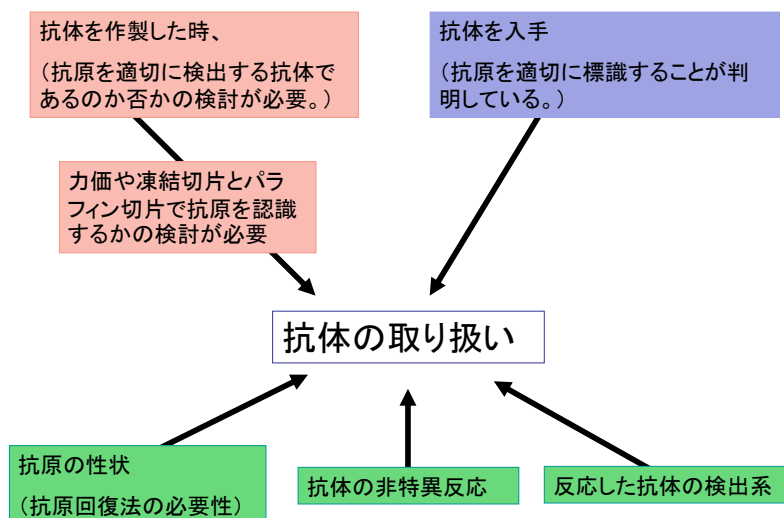 抗体を作製した時、
（抗原を適切に検出する抗体で
あるのか否かの検討が必要。）
抗体を入手
（抗原を適切に標識することが判
明している。）
力価や凍結切片とパラ
フィン切片で抗原を認識
するかの検討が必要
抗体の取り扱い
抗原の性状
（抗原回復法の必要性）
抗体の非特異反応
反応した抗体の検出系